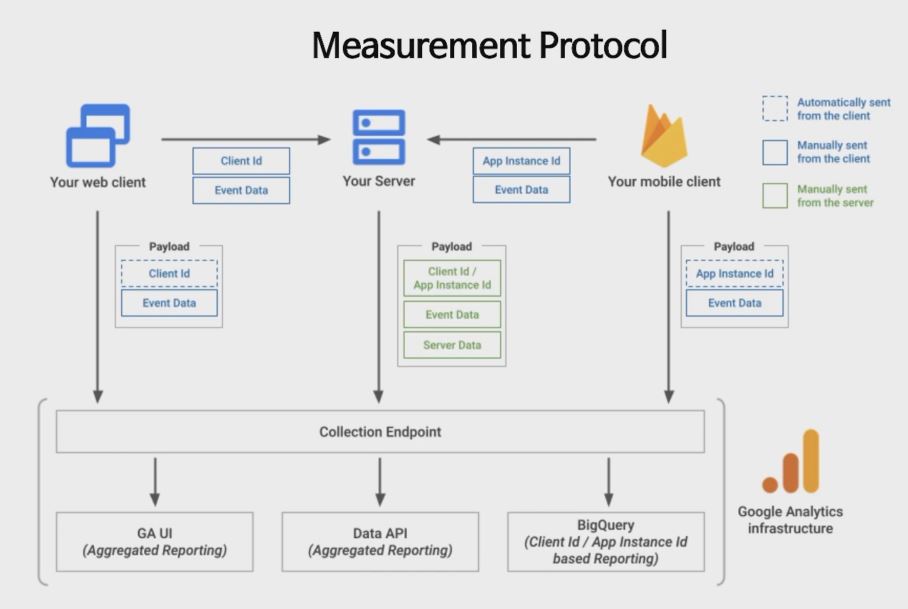 Measurement Protocol
Automatically sent
from the client
Manually sent
from the client
Manually sent
from the server
Your web client
Client Id
Event Data
Your Server
App Instance Id
Event Data
Your mobile client
Payload
Client Id
Event Data
Payload
Client Id /
App Instance Id
Event Data
Server Data
Payload
App Instance Id
Event Data
Collection Endpoint
GA UI
(Aggregated Reporting)
Data API
(Aggregated Reporting)
BigQuery
(Client Id / App Instance Id
based Reporting)
Google Analytics
infrastructure